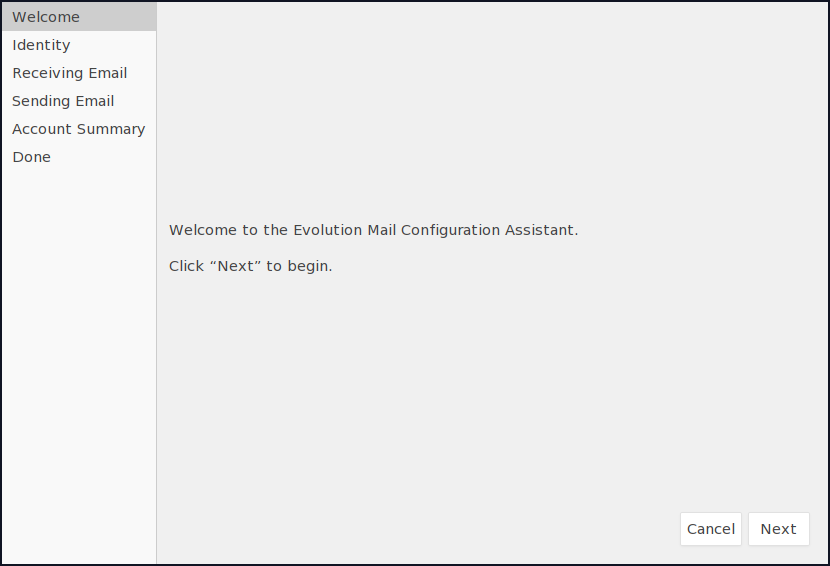 Welcome
Identity
Receiving Email
Sending Email
Account Summary
Done
Welcome to the Evolution Mail Configuration Assistant.
Click “Next” to begin.
Cancel
Next